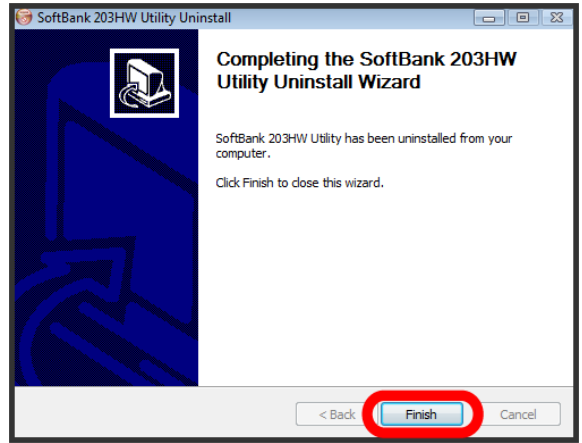 SoftBank 203HW Utility Uninstall
Completing the SoftBank 203HW
Utility Uninstall Wizard
SoftBank 203HW Utility has been uninstalled from your
computer.
Click Finish to close this wizard.
< Back Finish Cancel